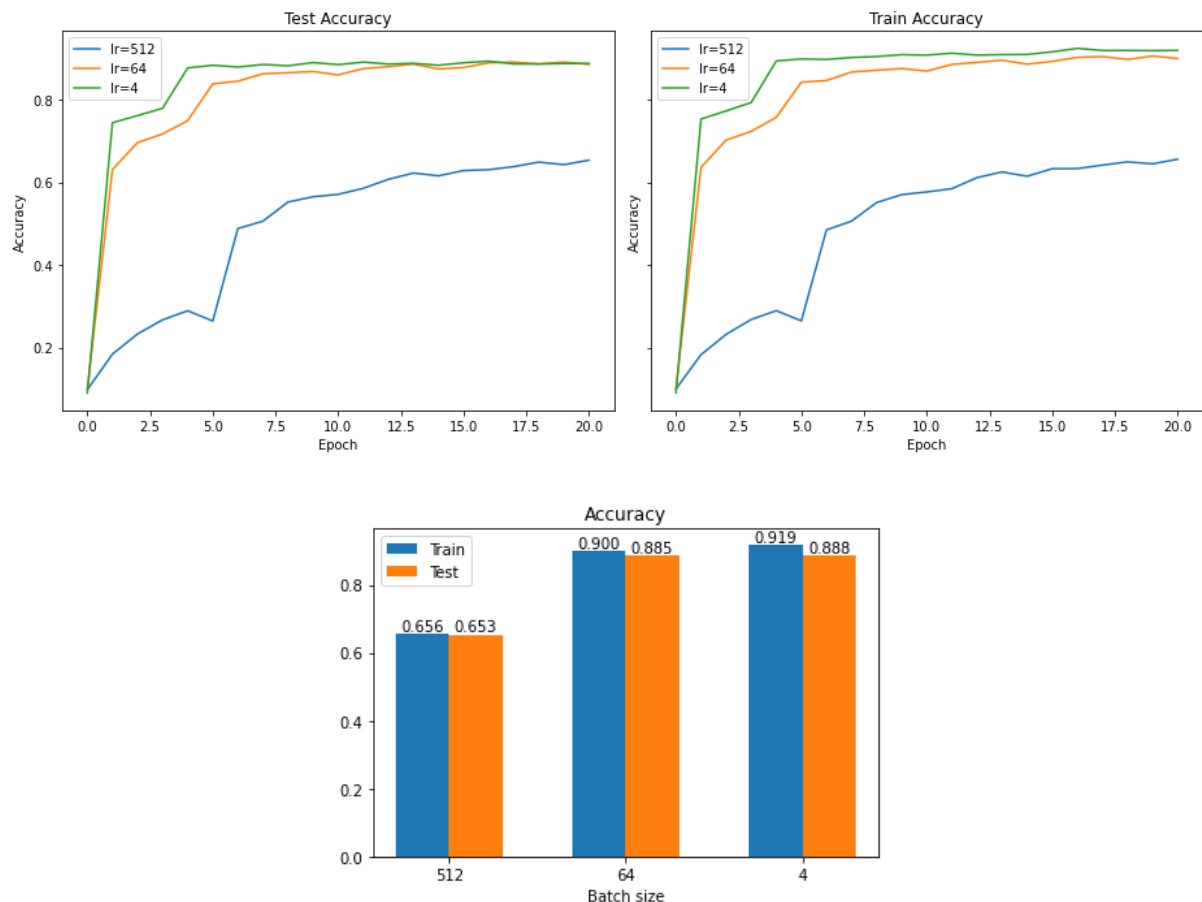 Test Accuracy
lr=512
lr=64
lr=4
0.8
0.6
0.4
0.2
Accuracy
0.0 2.5 5.0 7.5 10.0 12.5 15.0 17.5 20.0
Epoch
Train Accuracy
lr=512
lr=64
lr=4
Accuracy
0.0 2.5 5.0 7.5 10.0 12.5 15.0 17.5 20.0
Epoch
Accuracy
Train
Test
0.656 0.653
0.900 0.885
0.919 0.888
0.8
0.6
0.4
0.2
0.0
512 64 4
Batch size